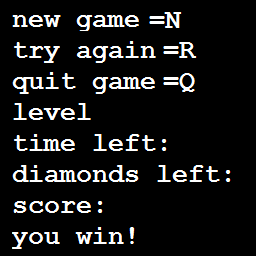 new game =N
try again =R
quit game =Q
level
time left:
diamonds left:
score:
you win!